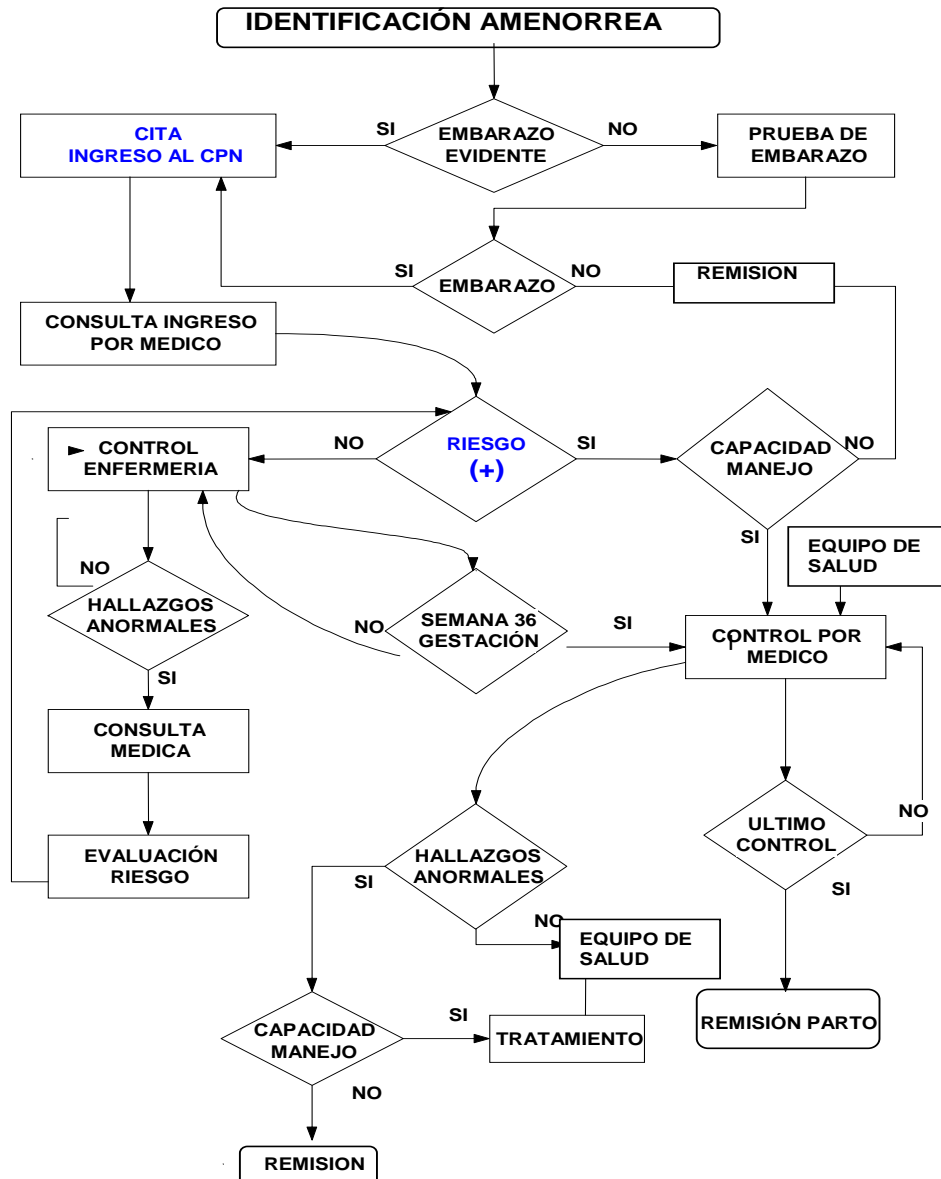 IDENTIFICACIÓN AMENORREA
SI
EMBARAZO
EVIDENTE
NO
CITA
INGRESO AL CPN
PRUEBA DE
EMBARAZO
SI
EMBARAZO
NO
REMISION
CONSULTA INGRESO
POR MEDICO
CONTROL
ENFERMERIA
NO
RIESGO
(+)
SI
CAPACIDAD
MANEJO
NO
SI
EQUIPO DE
SALUD
NO
HALLAZGOS
ANORMALES
SI
NO
SEMANA 36
GESTACIÓN
SI
CONTROL POR
MEDICO
CONSULTA
MEDICA
EVALUACIÓN
RIESGO
HALLAZGOS
ANORMALES
SI
NO
ULTIMO
CONTROL
NO
SI
EQUIPO DE
SALUD
CAPACIDAD
MANEJO
SI
TRATAMIENTO
REMISIÓN PARTO
NO
REMISION